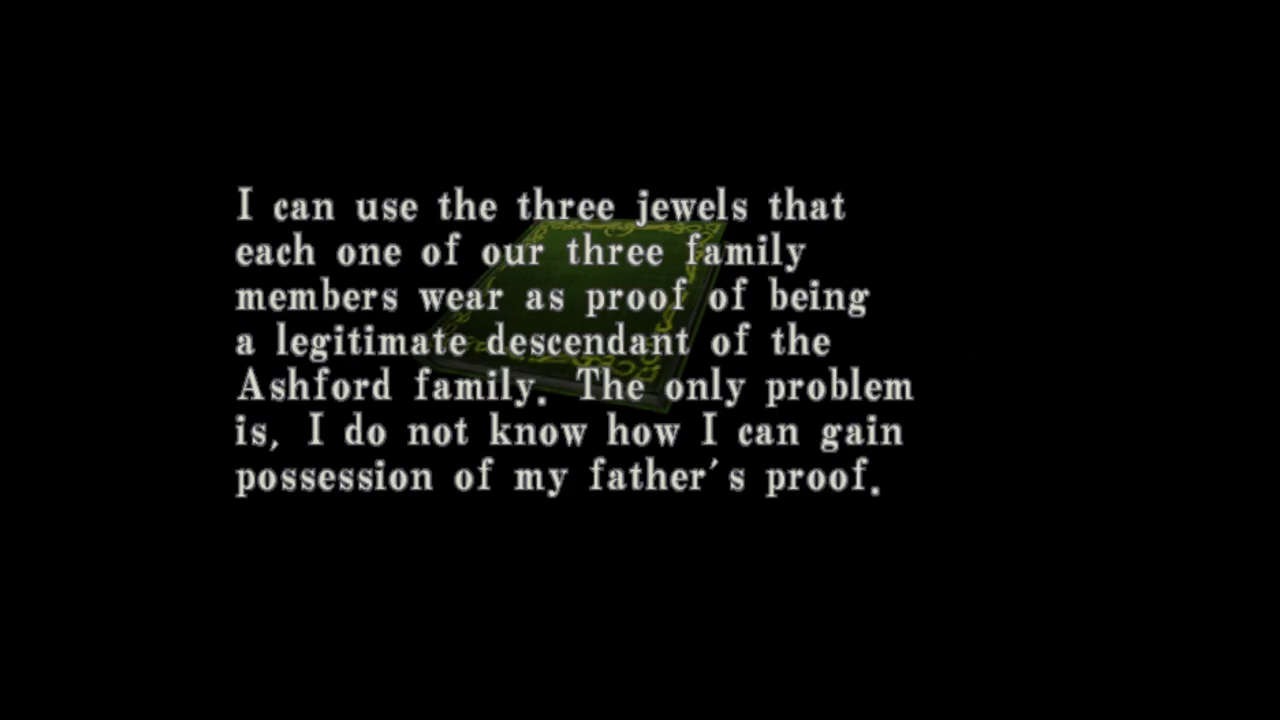 I can use the three jewels that
each one of our three family
members wear as proof of being
a legitimate descendant of the
Ashford family. The only problem
is, I do not know how I can gain
possession of my father's proof.